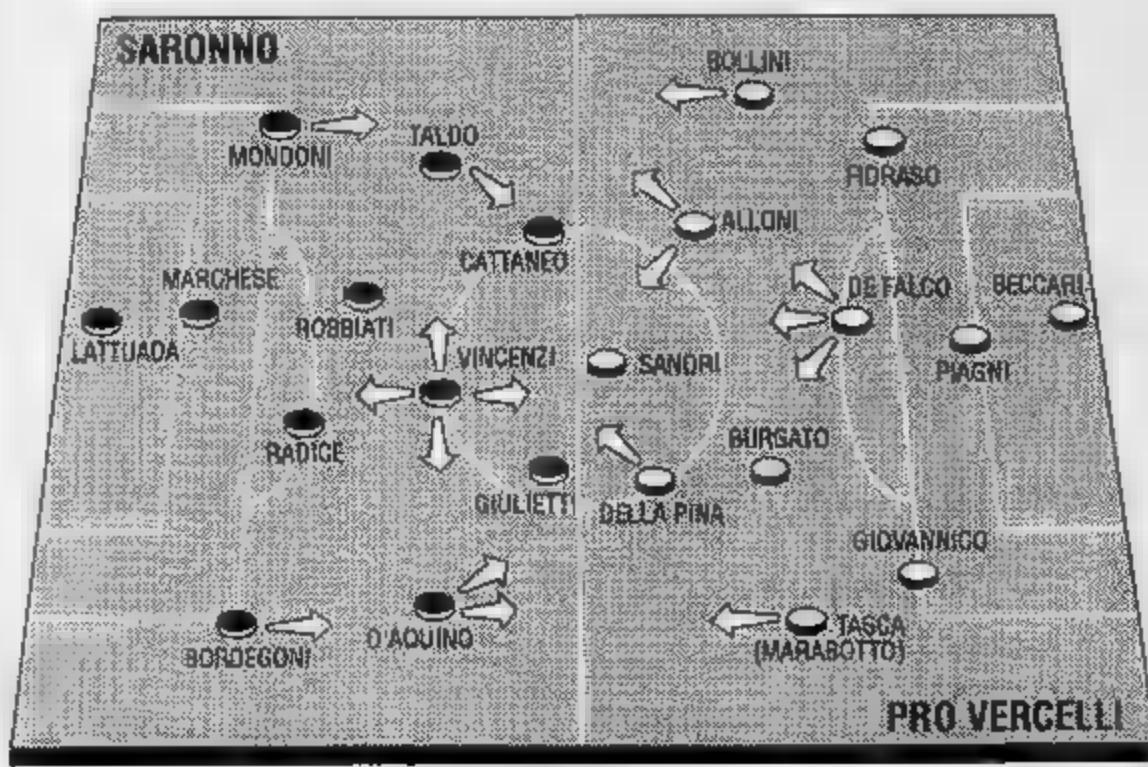 SARONNO
BOLLINI
TALDO
MONDONI
FIDRASO
ALLONI
CATTANEO
MARCHESE
DE FALCO
BECCARI
ROBBIATI
LATTUADA
VINCENZI
SANDRI
PIAGNI
RADICE
BURGATO
GIULIETTI
DELLA PINA
GIOVANNICO
D'AQUINO
TASCA
(MARABOTTO)
BORDEGONI
PRO VERCELLI